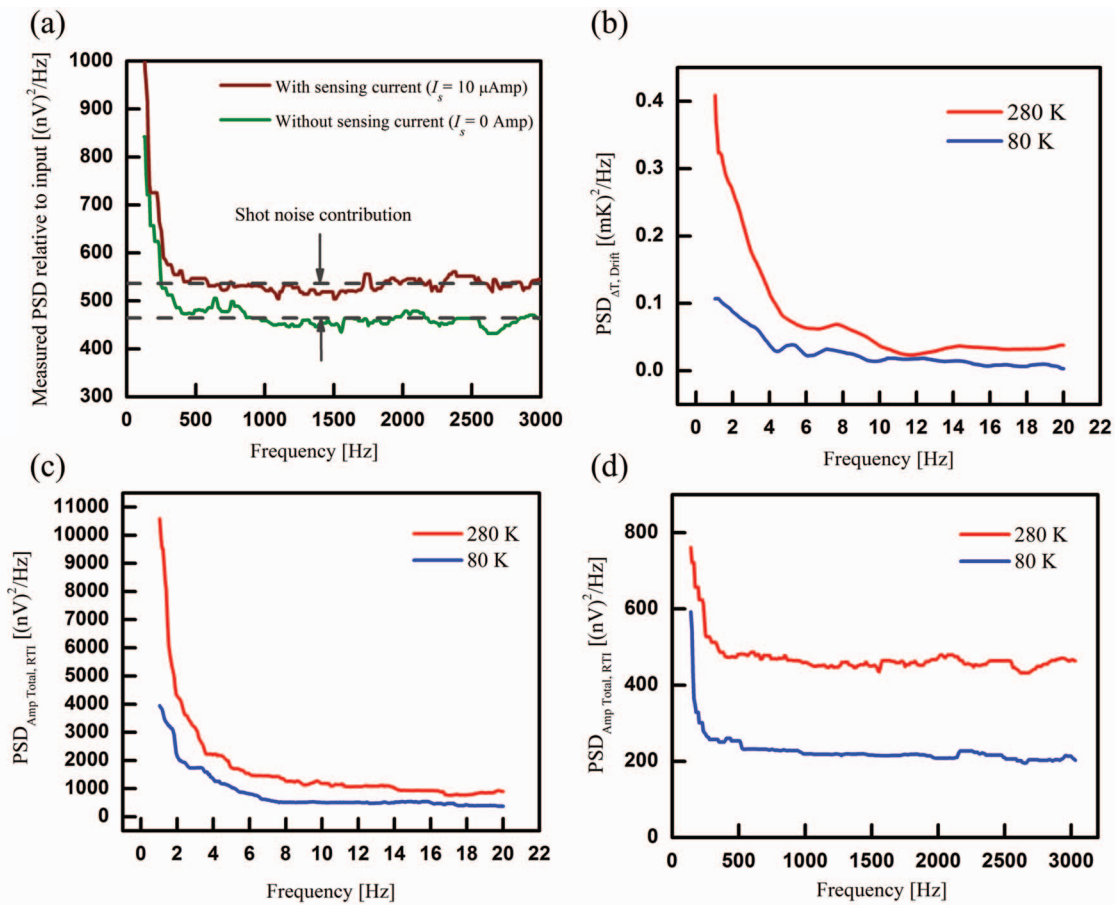 (a)
Measured PSD relative to input [(nV)²/Hz]
1000
900
800
700
600
500
400
300
With sensing current (Iₛ = 10 µAmp)
Without sensing current (Iₛ = 0 Amp)
Shot noise contribution
0 500 1000 1500 2000 2500 3000
Frequency [Hz]
(b)
PSD ΔT, Drift [(mK)²/Hz]
0.4
0.3
0.2
0.1
0.0
280 K
80 K
0 2 4 6 8 10 12 14 16 18 20 22
Frequency [Hz]
(c)
PSD Amp Total, RTI [(nV)²/Hz]
11000
10000
9000
8000
7000
6000
5000
4000
3000
2000
1000
0
280 K
80 K
0 2 4 6 8 10 12 14 16 18 20 22
Frequency [Hz]
(d)
PSD Amp Total, RTI [(nV)²/Hz]
800
600
400
200
0
280 K
80 K
0 500 1000 1500 2000 2500 3000
Frequency [Hz]